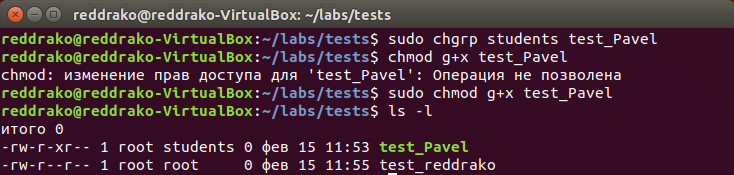 reddrako@reddrako-VirtualBox: ~/labs/tests
reddrako@reddrako-VirtualBox:~/labs/tests$ sudo chgrp students test_Pavel
reddrako@reddrako-VirtualBox:~/labs/tests$ chmod g+x test_Pavel
chmod: изменение прав доступа для 'test_Pavel': Операция не позволена
reddrako@reddrako-VirtualBox:~/labs/tests$ sudo chmod g+x test_Pavel
reddrako@reddrako-VirtualBox:~/labs/tests$ ls -l
итого 0
-rw-r-xr-- 1 root students 0 фев 15 11:53 test_Pavel
-rw-r--r-- 1 root root     0 фев 15 11:55 test_reddrako